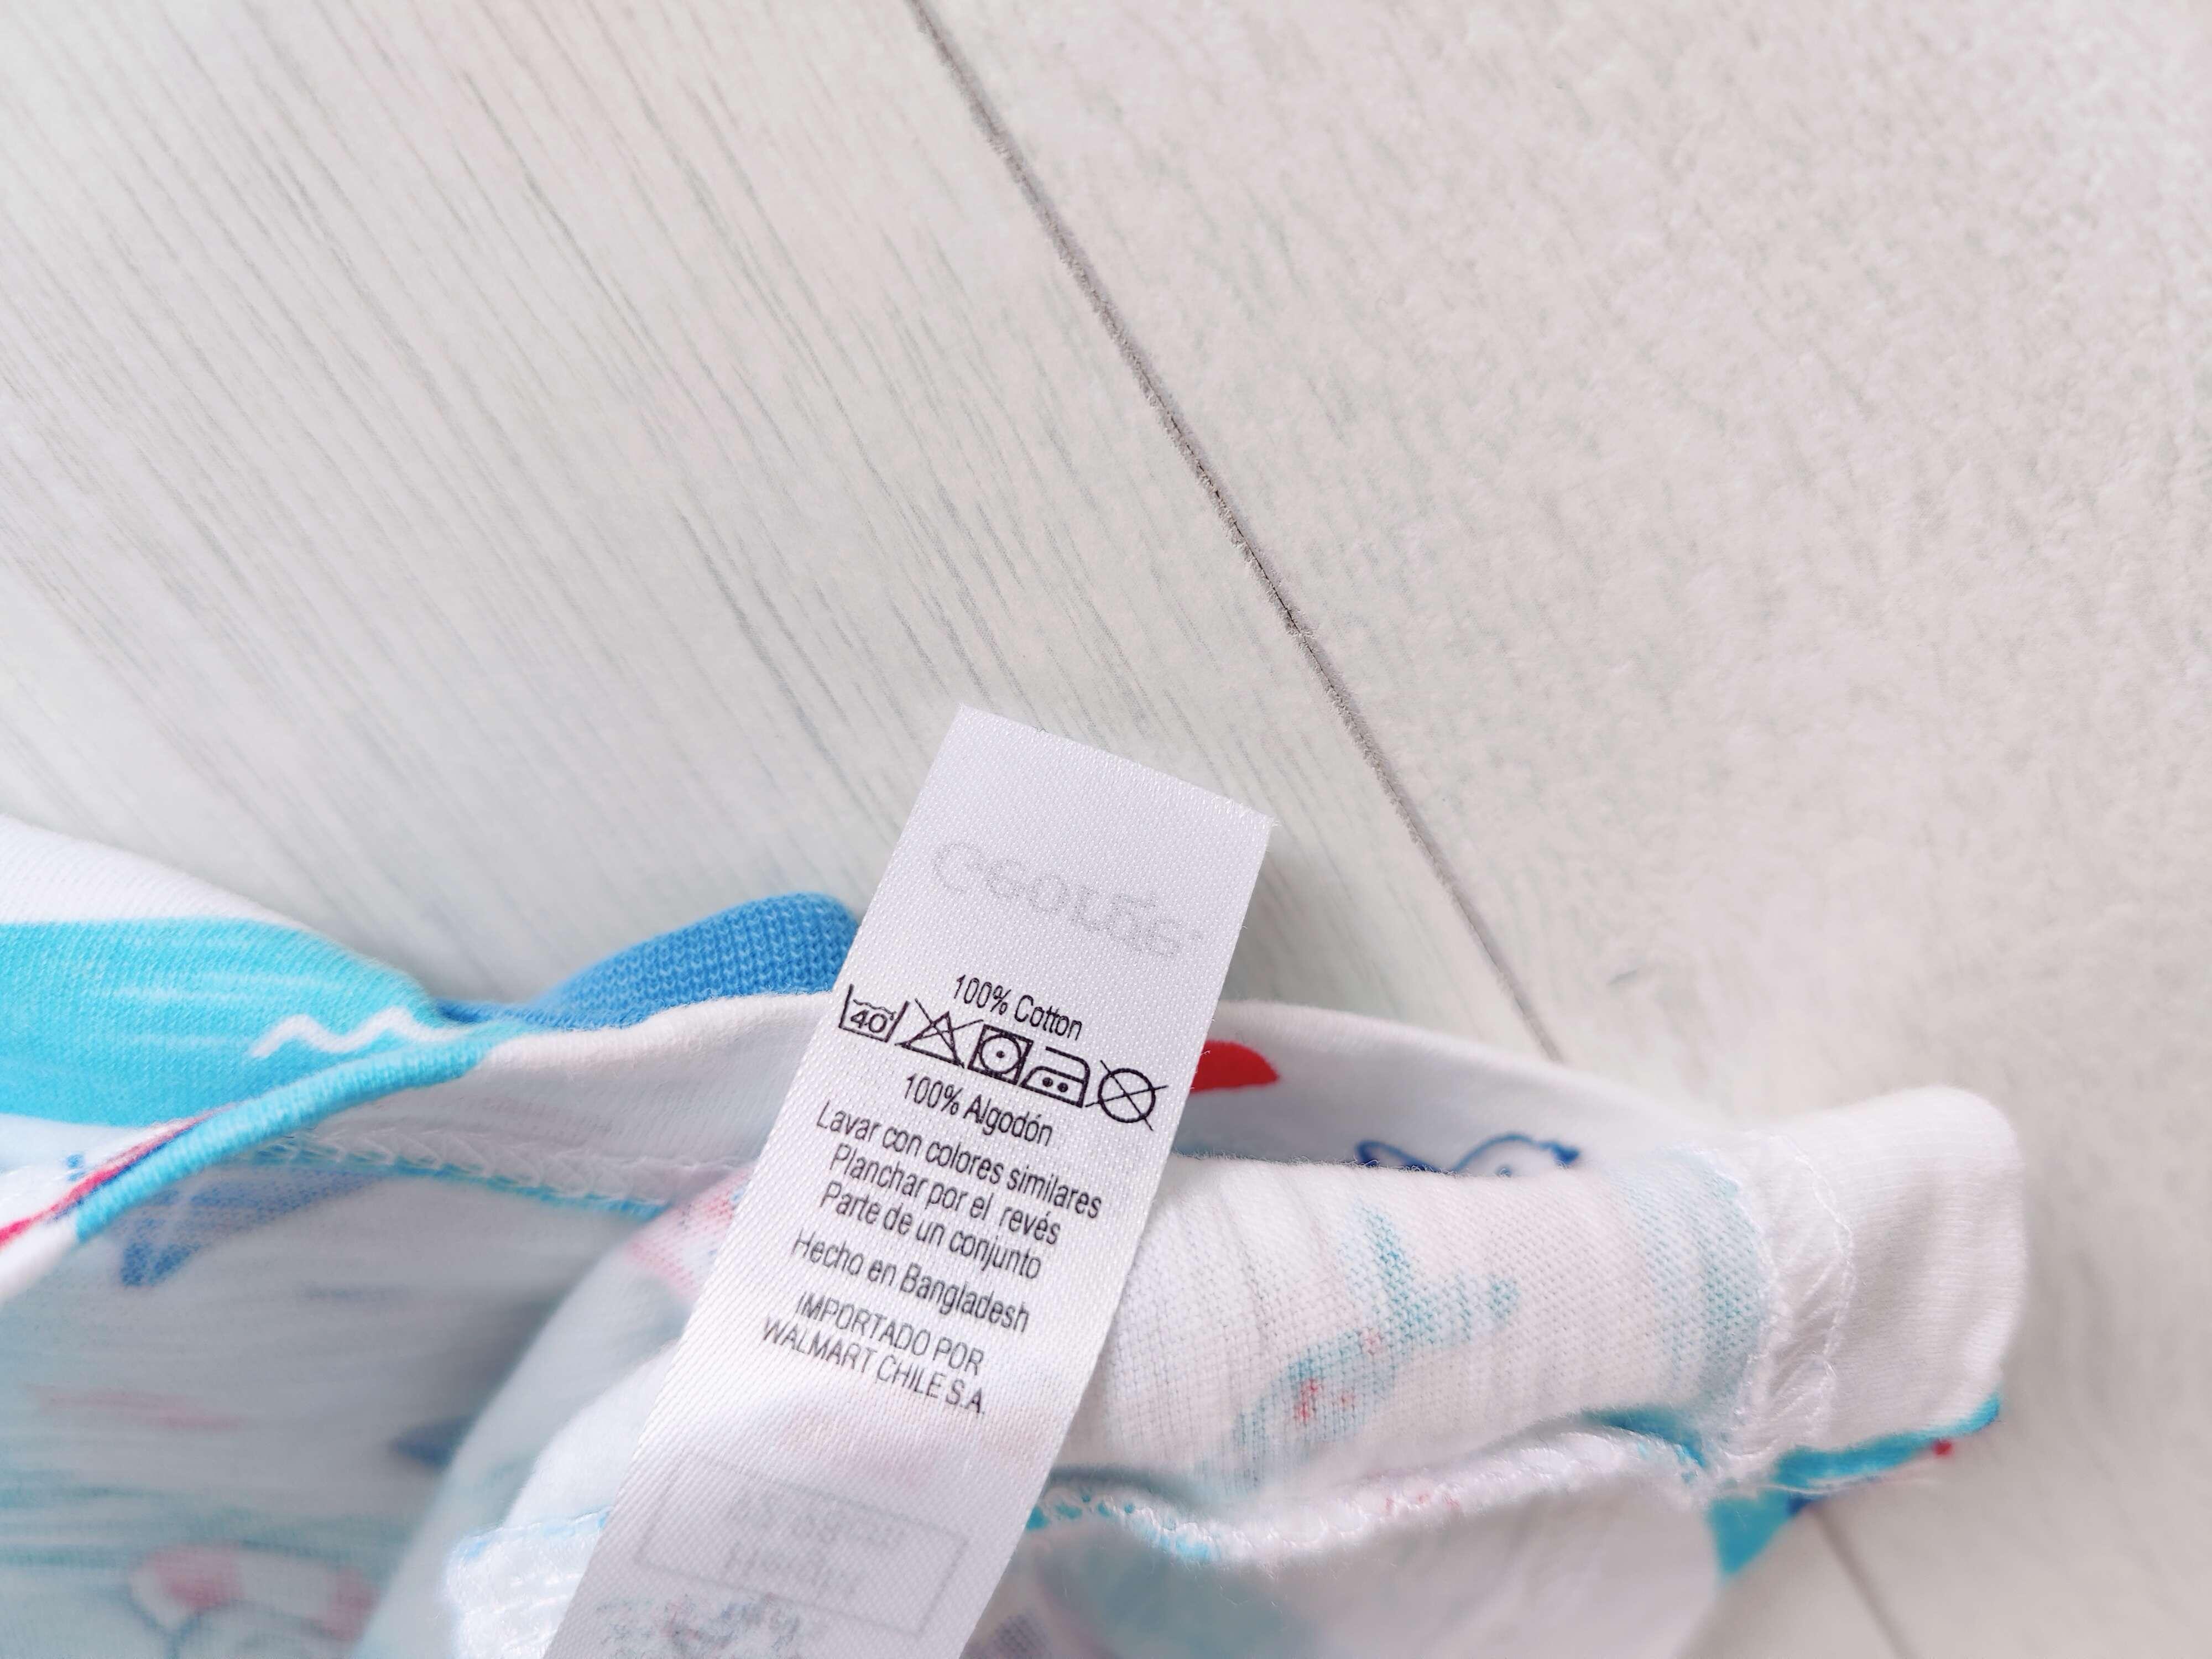 100% Cotton
40°
100% Algodón
Lavar con colores similares
Planchar por el revés
Parte de un conjunto
Hecho en Bangladesh
IMPORTADO POR
WALMART CHILE S.A.